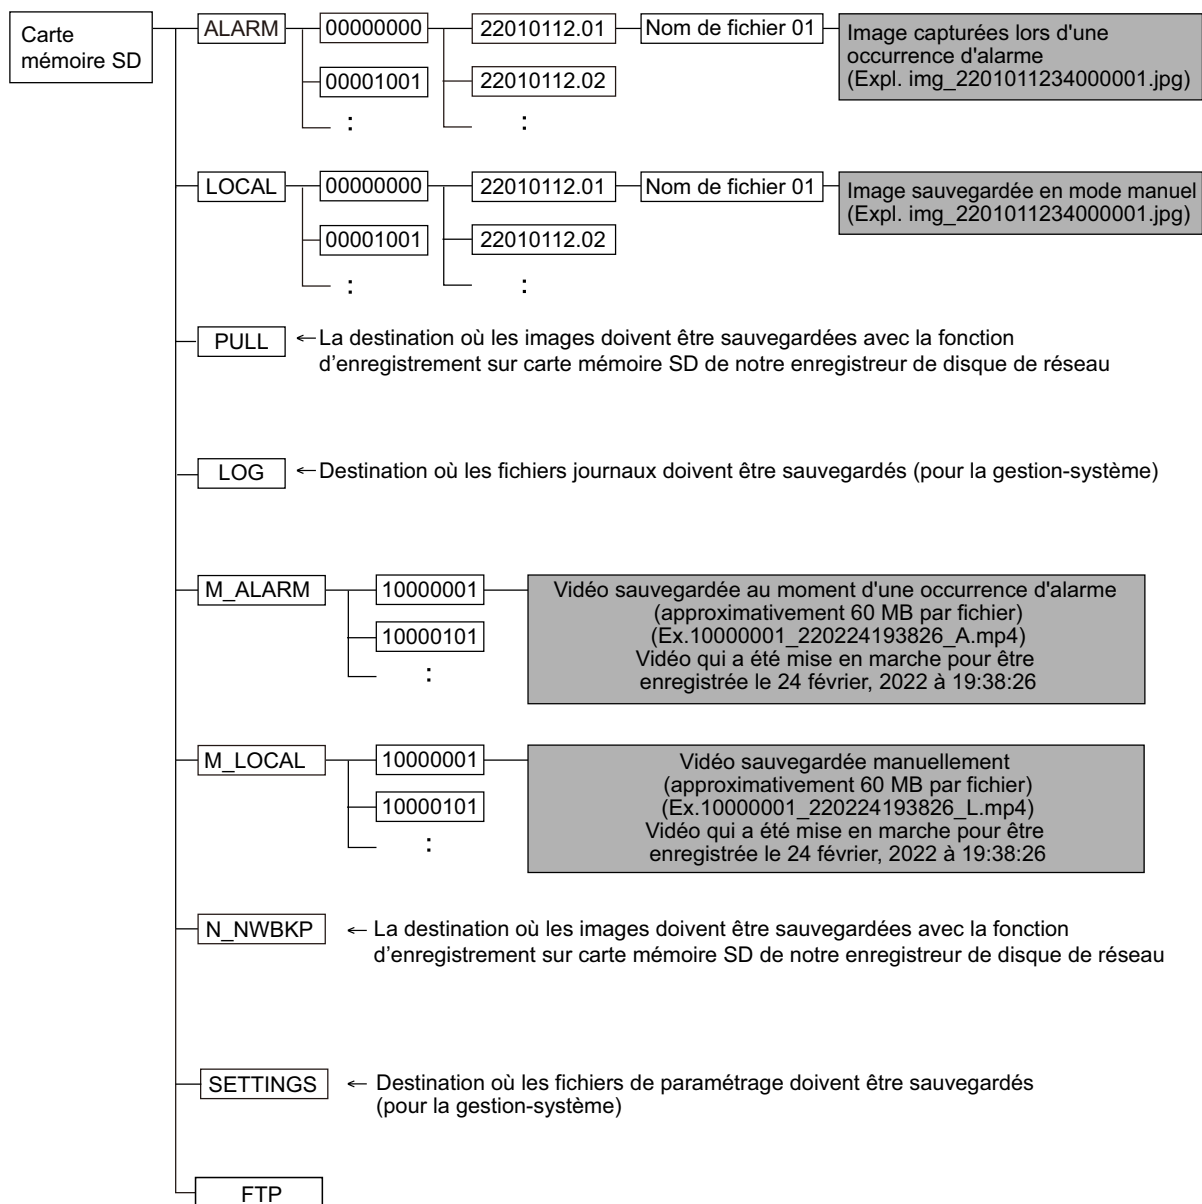 Carte
mémoire SD
ALARM
00000000
22010112.01
Nom de fichier 01
Image capturées lors d'une
occurrence d'alarme
(Expl. img_2201011234000001.jpg)
00001001
22010112.02
:
:
LOCAL
00000000
22010112.01
Nom de fichier 01
Image sauvegardée en mode manuel
(Expl. img_2201011234000001.jpg)
00001001
22010112.02
:
:
PULL
←La destination où les images doivent être sauvegardées avec la fonction
d'enregistrement sur carte mémoire SD de notre enregistreur de disque de réseau
LOG
←Destination où les fichiers journaux doivent être sauvegardés (pour la gestion-système)
M_ALARM
10000001
Vidéo sauvegardée au moment d'une occurrence d'alarme
(approximativement 60 MB par fichier)
(Ex.10000001_220224193826_A.mp4)
Vidéo qui a été mise en marche pour être
enregistrée le 24 février, 2022 à 19:38:26
10000101
:
M_LOCAL
10000001
Vidéo sauvegardée manuellement
(approximativement 60 MB par fichier)
(Ex.10000001_220224193826_L.mp4)
Vidéo qui a été mise en marche pour être
enregistrée le 24 février, 2022 à 19:38:26
10000101
:
N_NWBKP
← La destination où les images doivent être sauvegardées avec la fonction
d'enregistrement sur carte mémoire SD de notre enregistreur de disque de réseau
SETTINGS
← Destination où les fichiers de paramétrage doivent être sauvegardés
(pour la gestion-système)
FTP